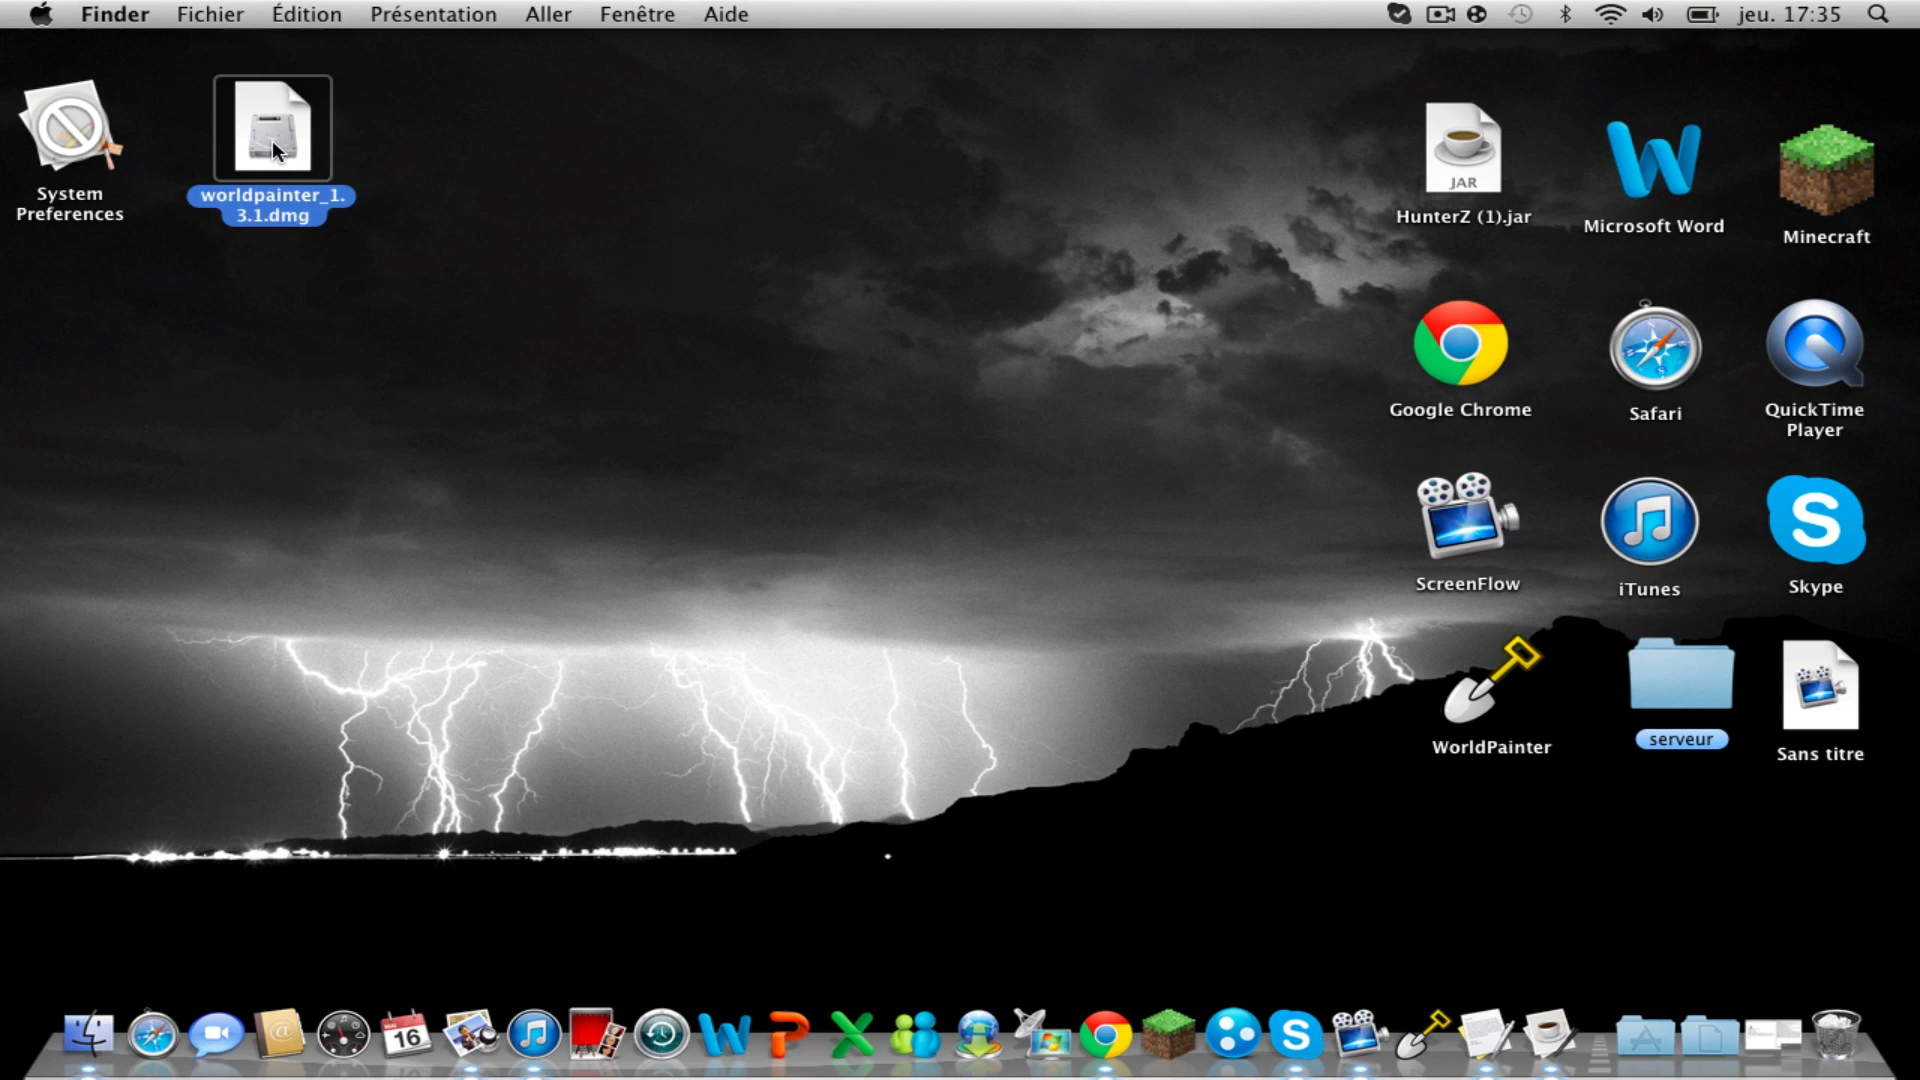 Finder Fichier Édition Présentation Aller Fenêtre Aide jeu. 17:35
System
Preferences
worldpainter_1.
3.1.dmg
JAR
HunterZ (1).jar
Microsoft Word
Minecraft
Google Chrome
Safari
QuickTime
Player
ScreenFlow
iTunes
Skype
WorldPainter
serveur
Sans titre
16